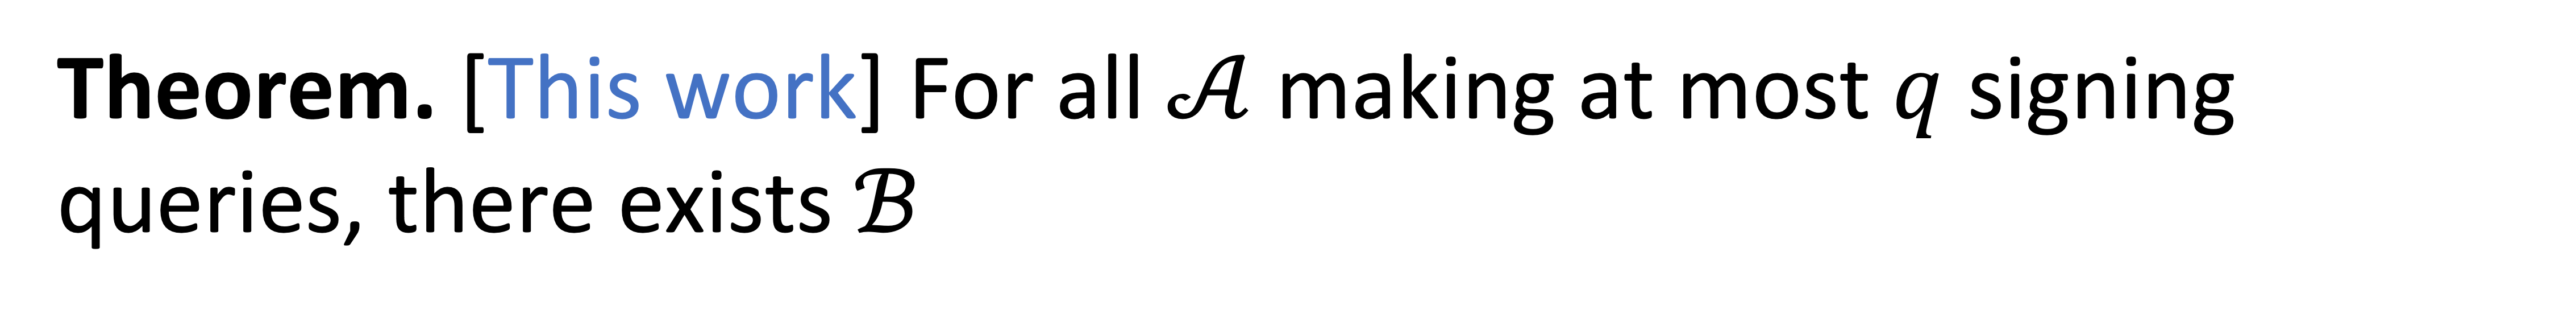 Theorem. [This work] For all 𝒜 making at most 𝑞 signing
queries, there exists ℬ